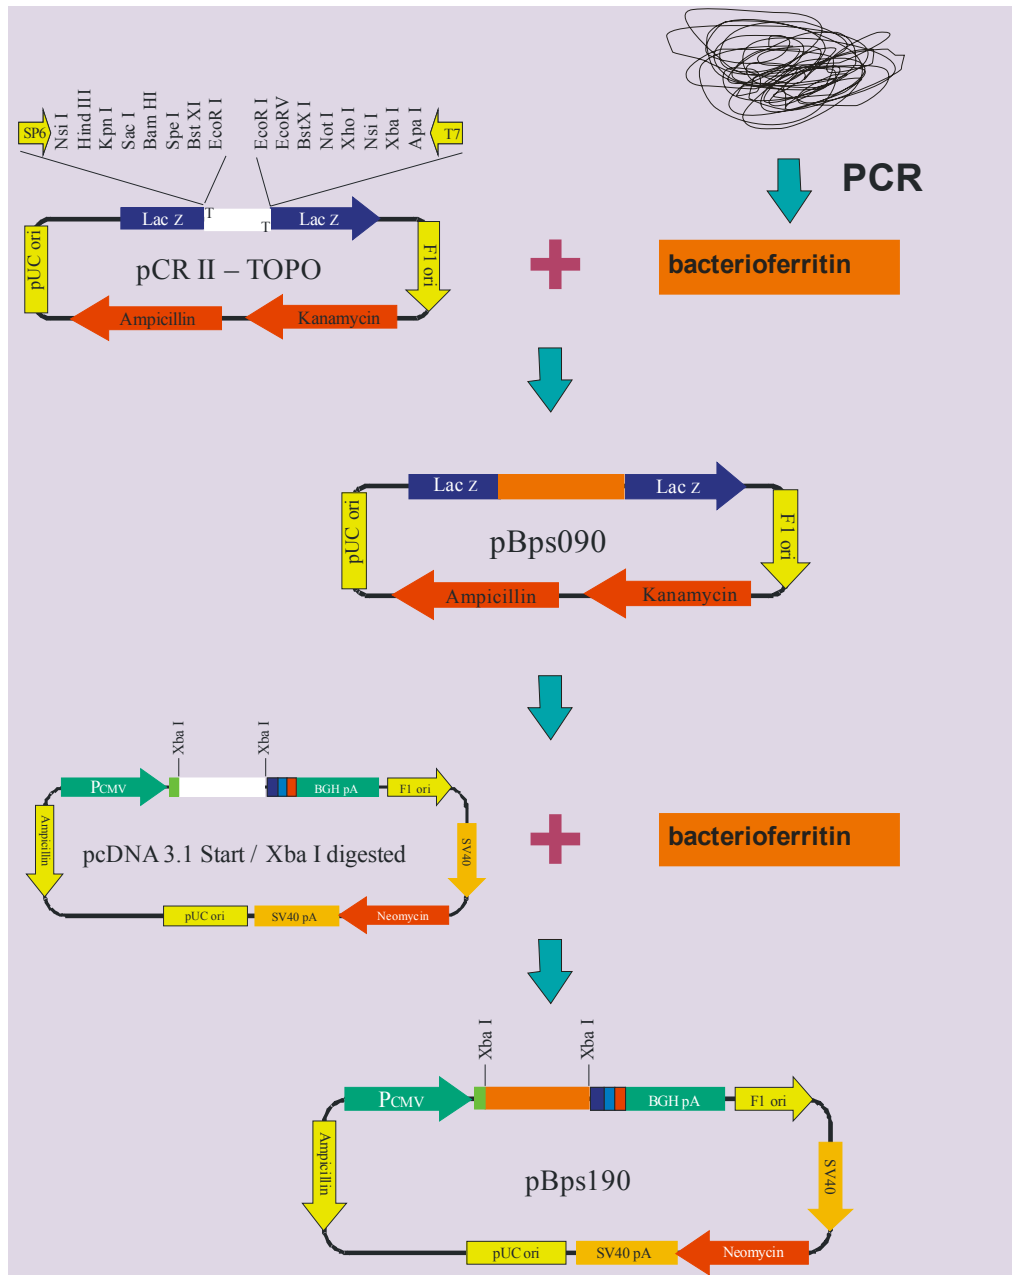 SP6
Nsi I
Hind III
Kpn I
Sac I
Bam HI
Spe I
Bst XI
EcoR I
EcoR I
EcoRV
BstX I
Not I
Xho I
Nsi I
Xba I
Apa I
T7
PCR
Lac Z
T
T
Lac Z
pUC ori
F1 ori
pCR II – TOPO
Ampicillin
Kanamycin
bacterioferritin
Lac Z
Lac Z
pUC ori
F1 ori
pBps090
Ampicillin
Kanamycin
Xba I
Xba I
PCMV
BGH pA
F1 ori
Ampicillin
SV40
pcDNA 3.1 Start / Xba I digested
pUC ori
SV40 pA
Neomycin
bacterioferritin
Xba I
Xba I
PCMV
BGH pA
F1 ori
Ampicillin
SV40
pBps190
pUC ori
SV40 pA
Neomycin